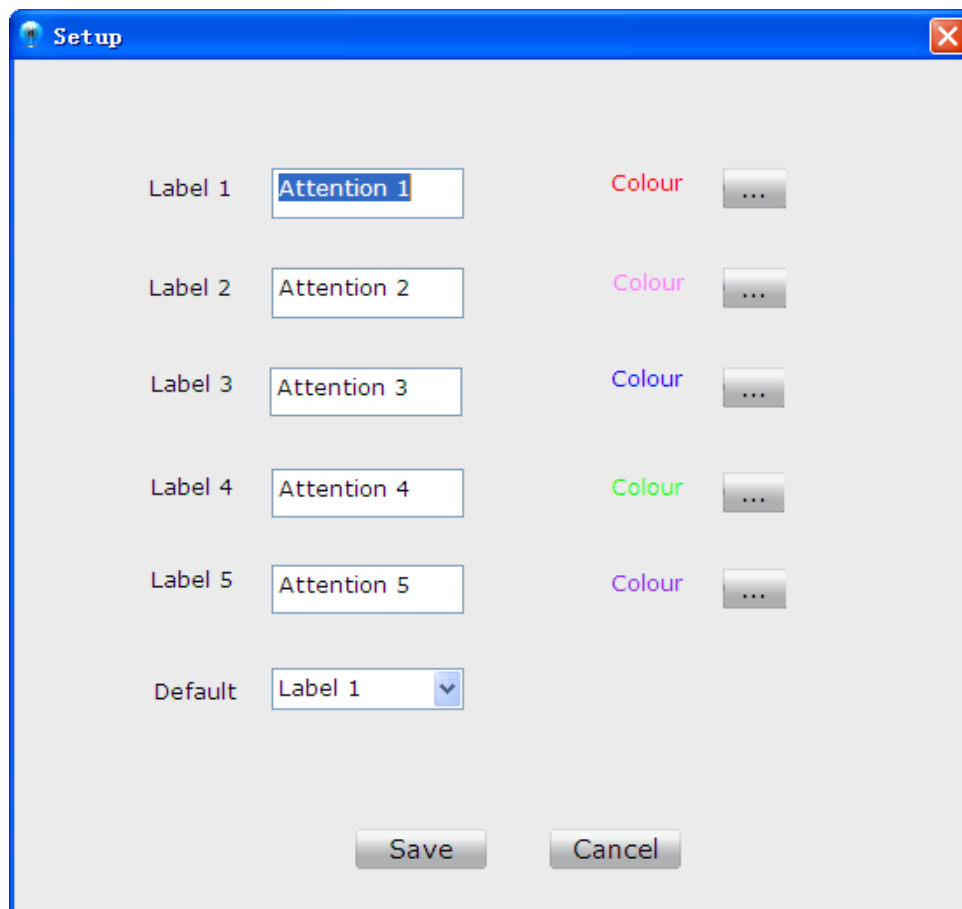 Setup
Label 1 Attention 1 Colour ...
Label 2 Attention 2 Colour ...
Label 3 Attention 3 Colour ...
Label 4 Attention 4 Colour ...
Label 5 Attention 5 Colour ...
Default Label 1
Save Cancel